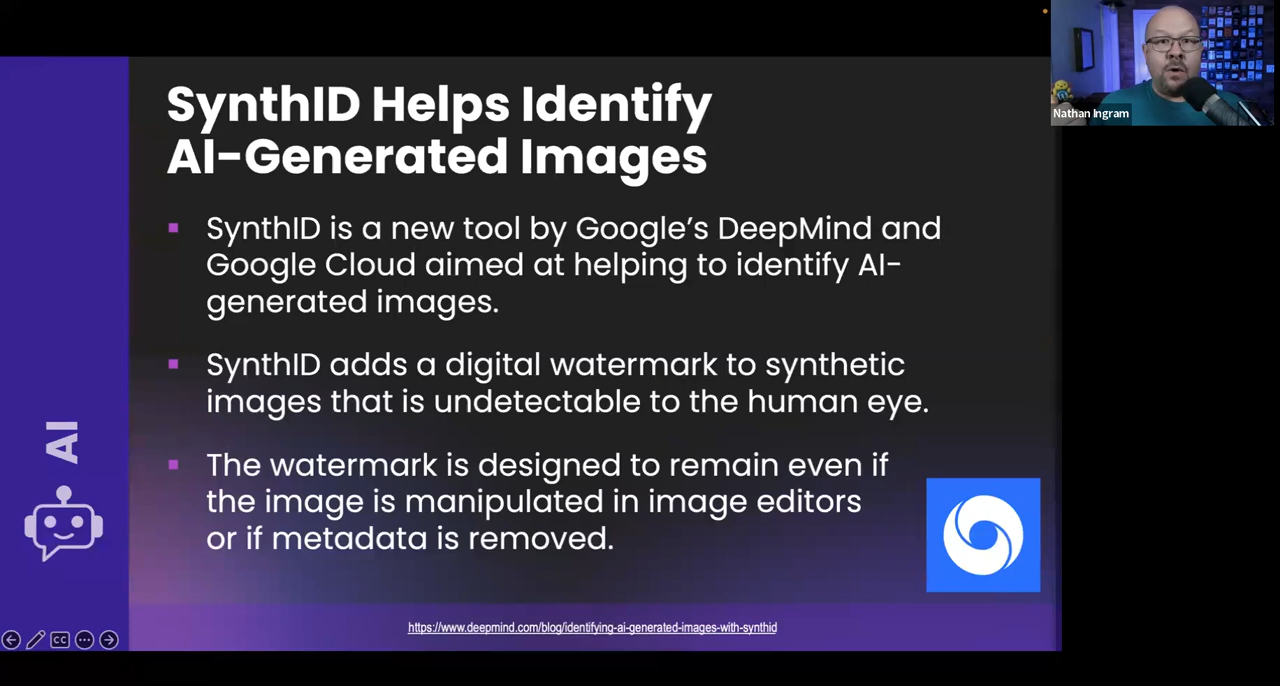 SynthID Helps Identify
AI-Generated Images
▪ SynthID is a new tool by Google’s DeepMind and
Google Cloud aimed at helping to identify AI-
generated images.
▪ SynthID adds a digital watermark to synthetic
images that is undetectable to the human eye.
▪ The watermark is designed to remain even if
the image is manipulated in image editors
or if metadata is removed.
https://www.deepmind.com/blog/identifying-ai-generated-images-with-synthid
AI
CC
Nathan Ingram